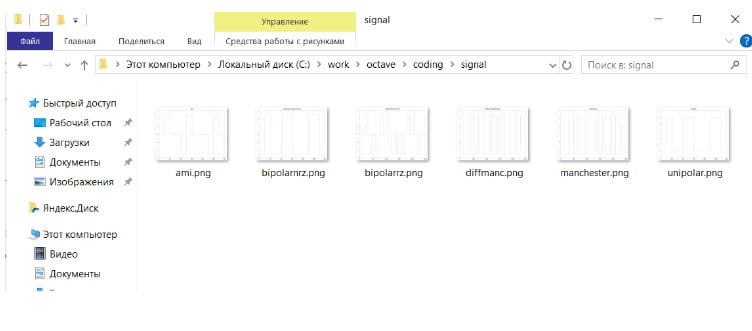 Управление
signal
Файл
Главная
Поделиться
Вид
Средства работы с рисунками
Этот компьютер
Локальный диск (C:)
work
octave
coding
signal
Поиск в: signal
Быстрый доступ
Рабочий стол
Загрузки
Документы
Изображения
Яндекс.Диск
Этот компьютер
Видео
Документы
ami.png
bipolarnrz.png
bipolarrz.png
diffmanc.png
manchester.png
unipolar.png